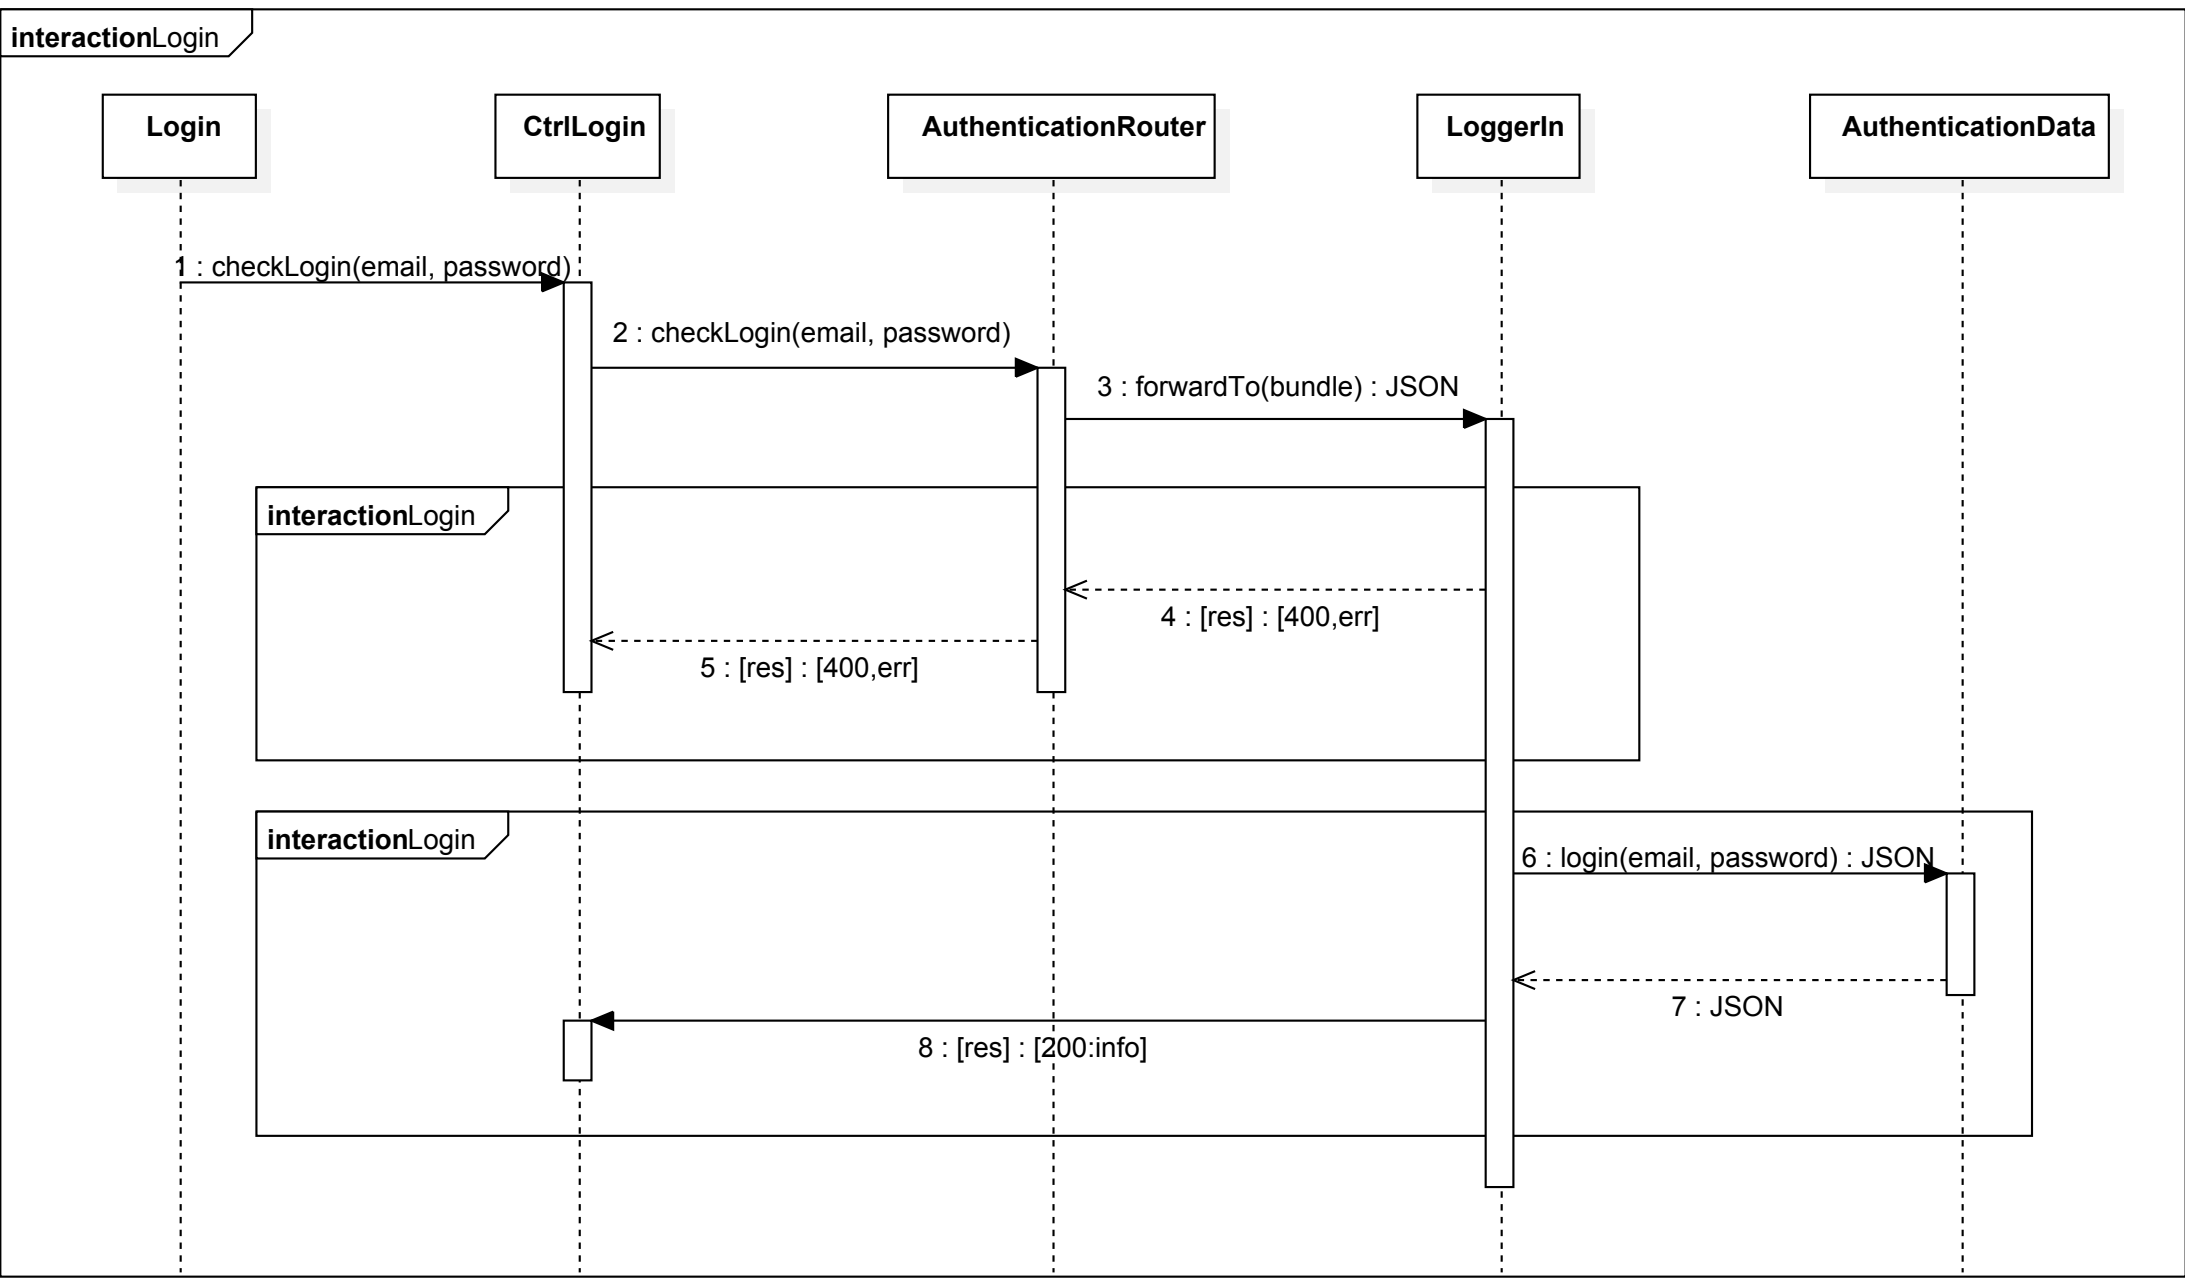 interactionLogin
Login
CtrlLogin
AuthenticationRouter
LoggerIn
AuthenticationData
1 : checkLogin(email, password)
2 : checkLogin(email, password)
3 : forwardTo(bundle) : JSON
interactionLogin
4 : [res] : [400,err]
5 : [res] : [400,err]
interactionLogin
6 : login(email, password) : JSON
7 : JSON
8 : [res] : [200:info]